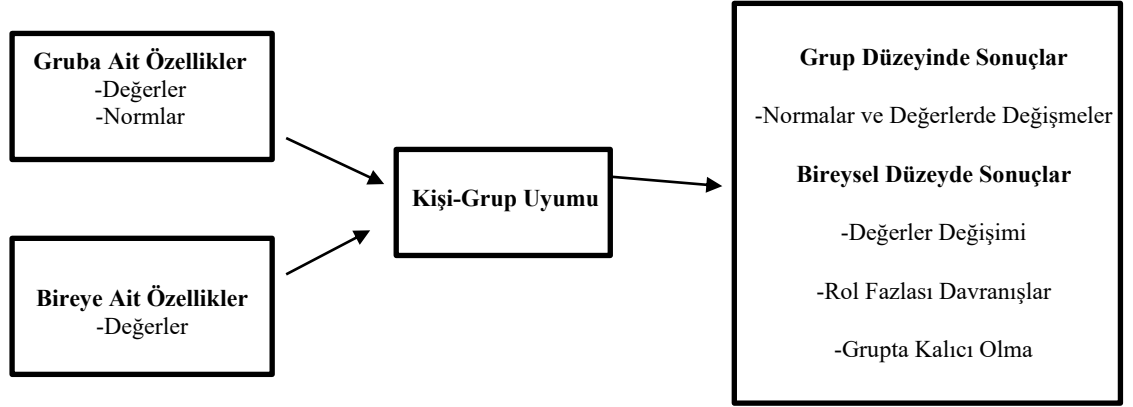 Gruba Ait Özellikler
-Değerler
-Normlar
Bireye Ait Özellikler
-Değerler
Kişi-Grup Uyumu
Grup Düzeyinde Sonuçlar
-Normalar ve Değerlerde Değişmeler
Bireysel Düzeyde Sonuçlar
-Değerler Değişimi
-Rol Fazlası Davranışlar
-Grupta Kalıcı Olma